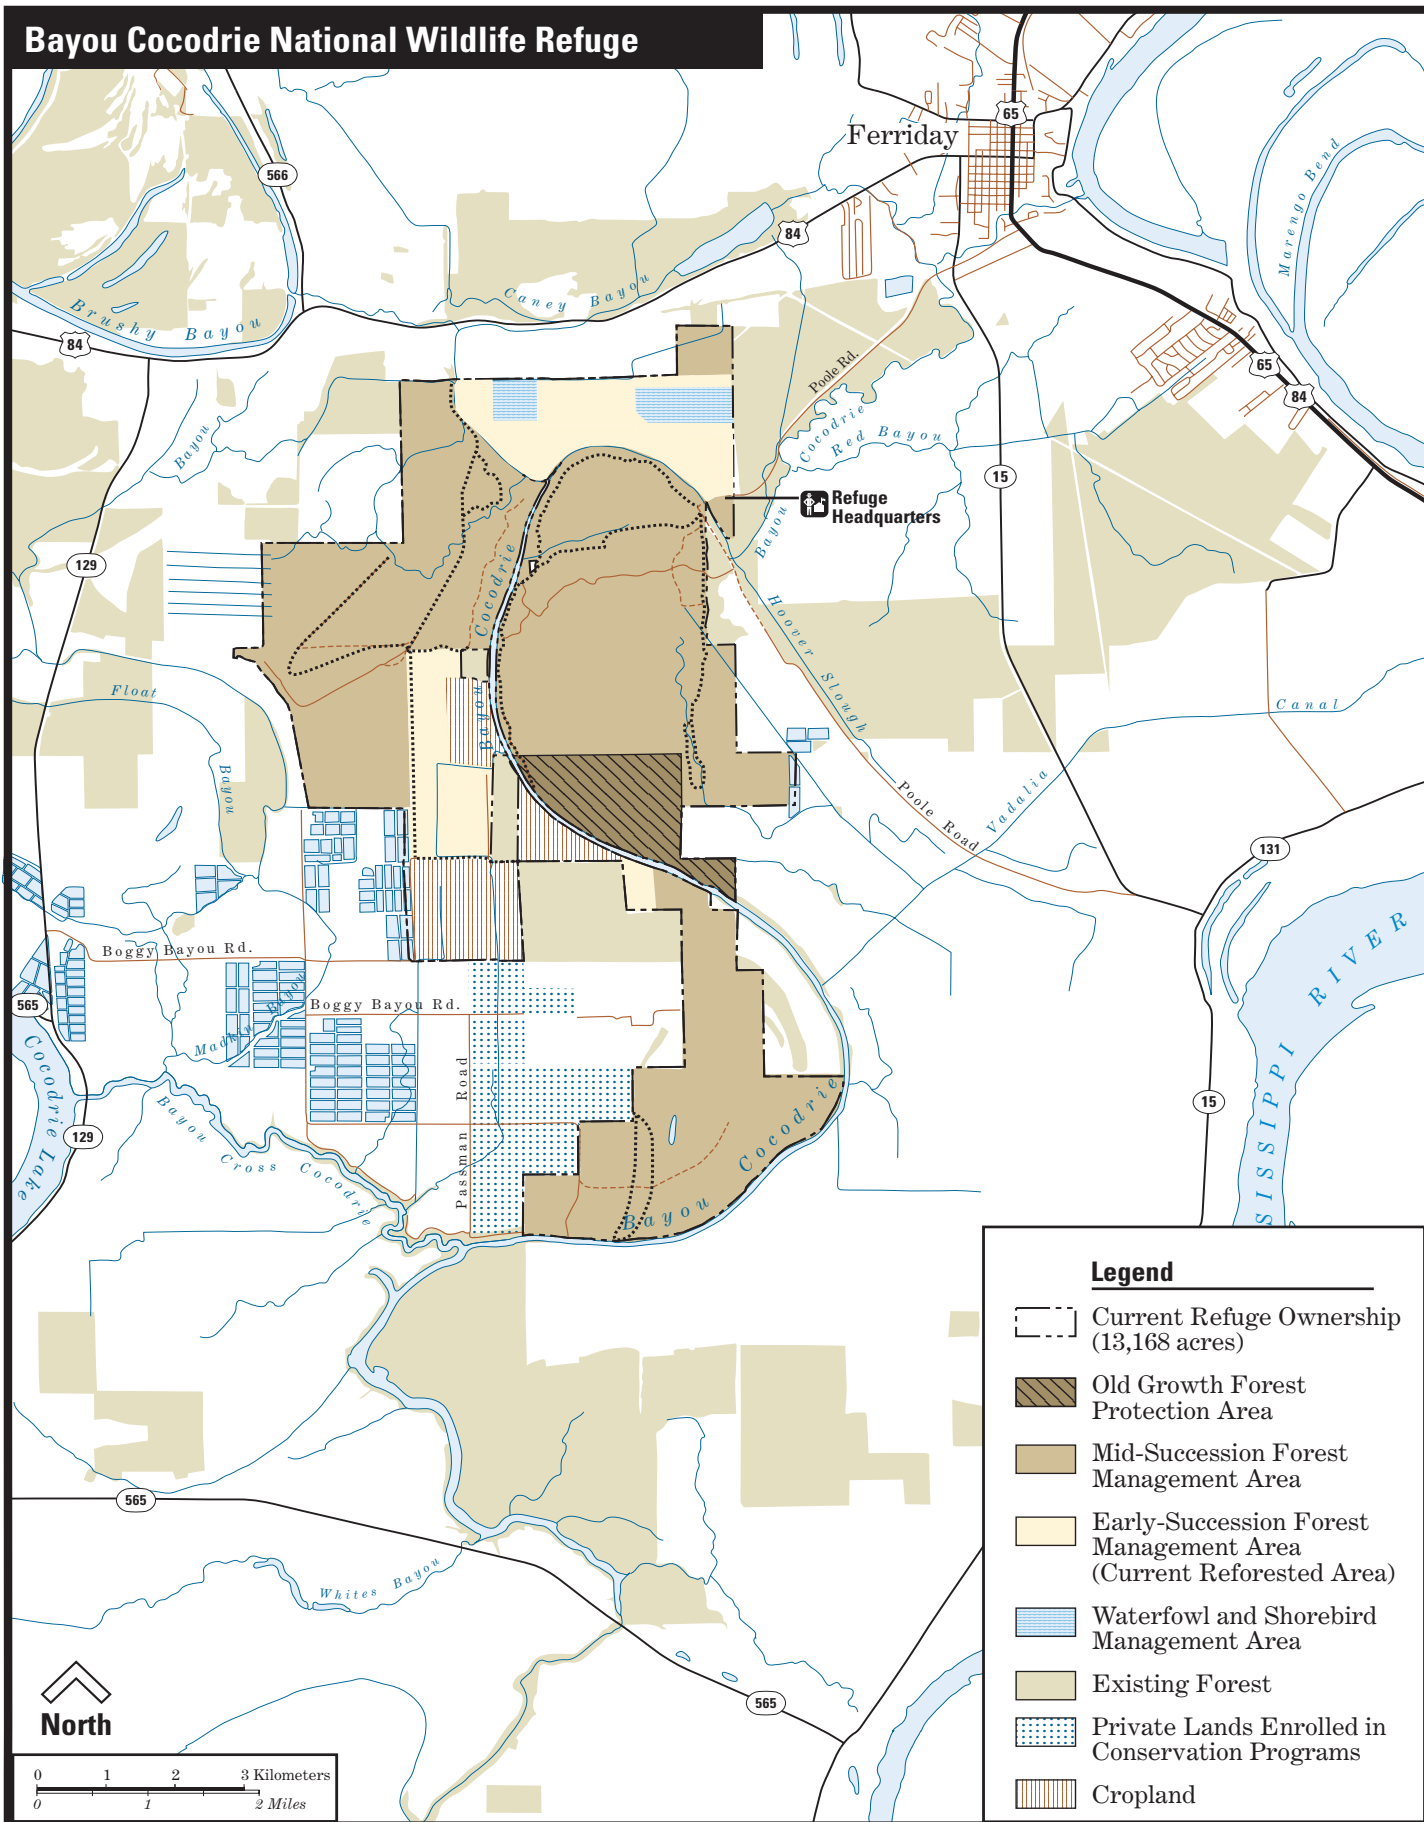 Bayou Cocodrie National Wildlife Refuge
65
Ferriday
566
84
Marengo Bend
Caney Bayou
Brushy Bayou
84
65
84
Poole Rd.
Cocodrie
Red Bayou
Bayou
15
Refuge
Headquarters
Bayou
Cocodrie
129
Hoover Slough
Float
Bayou
Bayou
Canal
Poole Road
Vadalia
131
Boggy Bayou Rd.
565
Boggy Bayou Rd.
Madkin Bayou
MISSISSIPPI RIVER
Cocodrie Lake
Passman Road
15
129
Bayou
Cross Cocodrie
Bayou Cocodrie
565
Whites Bayou
565
North
0 1 2 3 Kilometers
0 1 2 Miles
Legend
Current Refuge Ownership
(13,168 acres)
Old Growth Forest
Protection Area
Mid-Succession Forest
Management Area
Early-Succession Forest
Management Area
(Current Reforested Area)
Waterfowl and Shorebird
Management Area
Existing Forest
Private Lands Enrolled in
Conservation Programs
Cropland